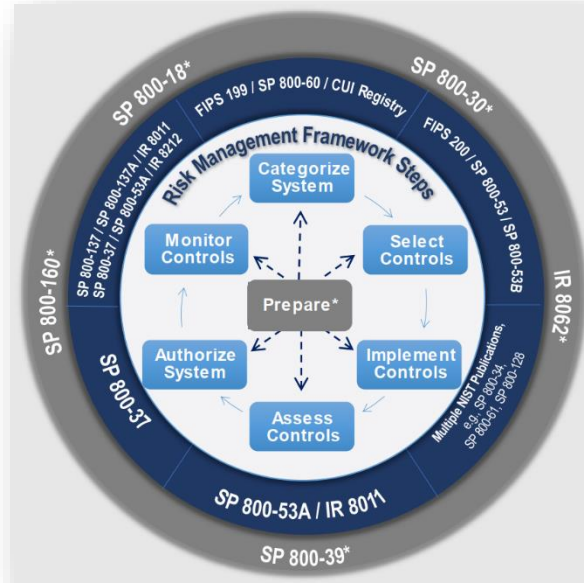 SP 800-18*
SP 800-30*
IR 8062*
SP 800-39*
SP 800-160*
FIPS 199 / SP 800-60 / CUI Registry
FIPS 200 / SP 800-53 / SP 800-53B
Multiple NIST Publications,
e.g., SP 800-34,
SP 800-61, SP 800-128
SP 800-53A / IR 8011
SP 800-37
SP 800-137 / SP 800-137A / IR 8011
SP 800-37 / SP 800-53A / IR 8212
Risk Management Framework Steps
Categorize
System
Select
Controls
Implement
Controls
Assess
Controls
Authorize
System
Monitor
Controls
Prepare*